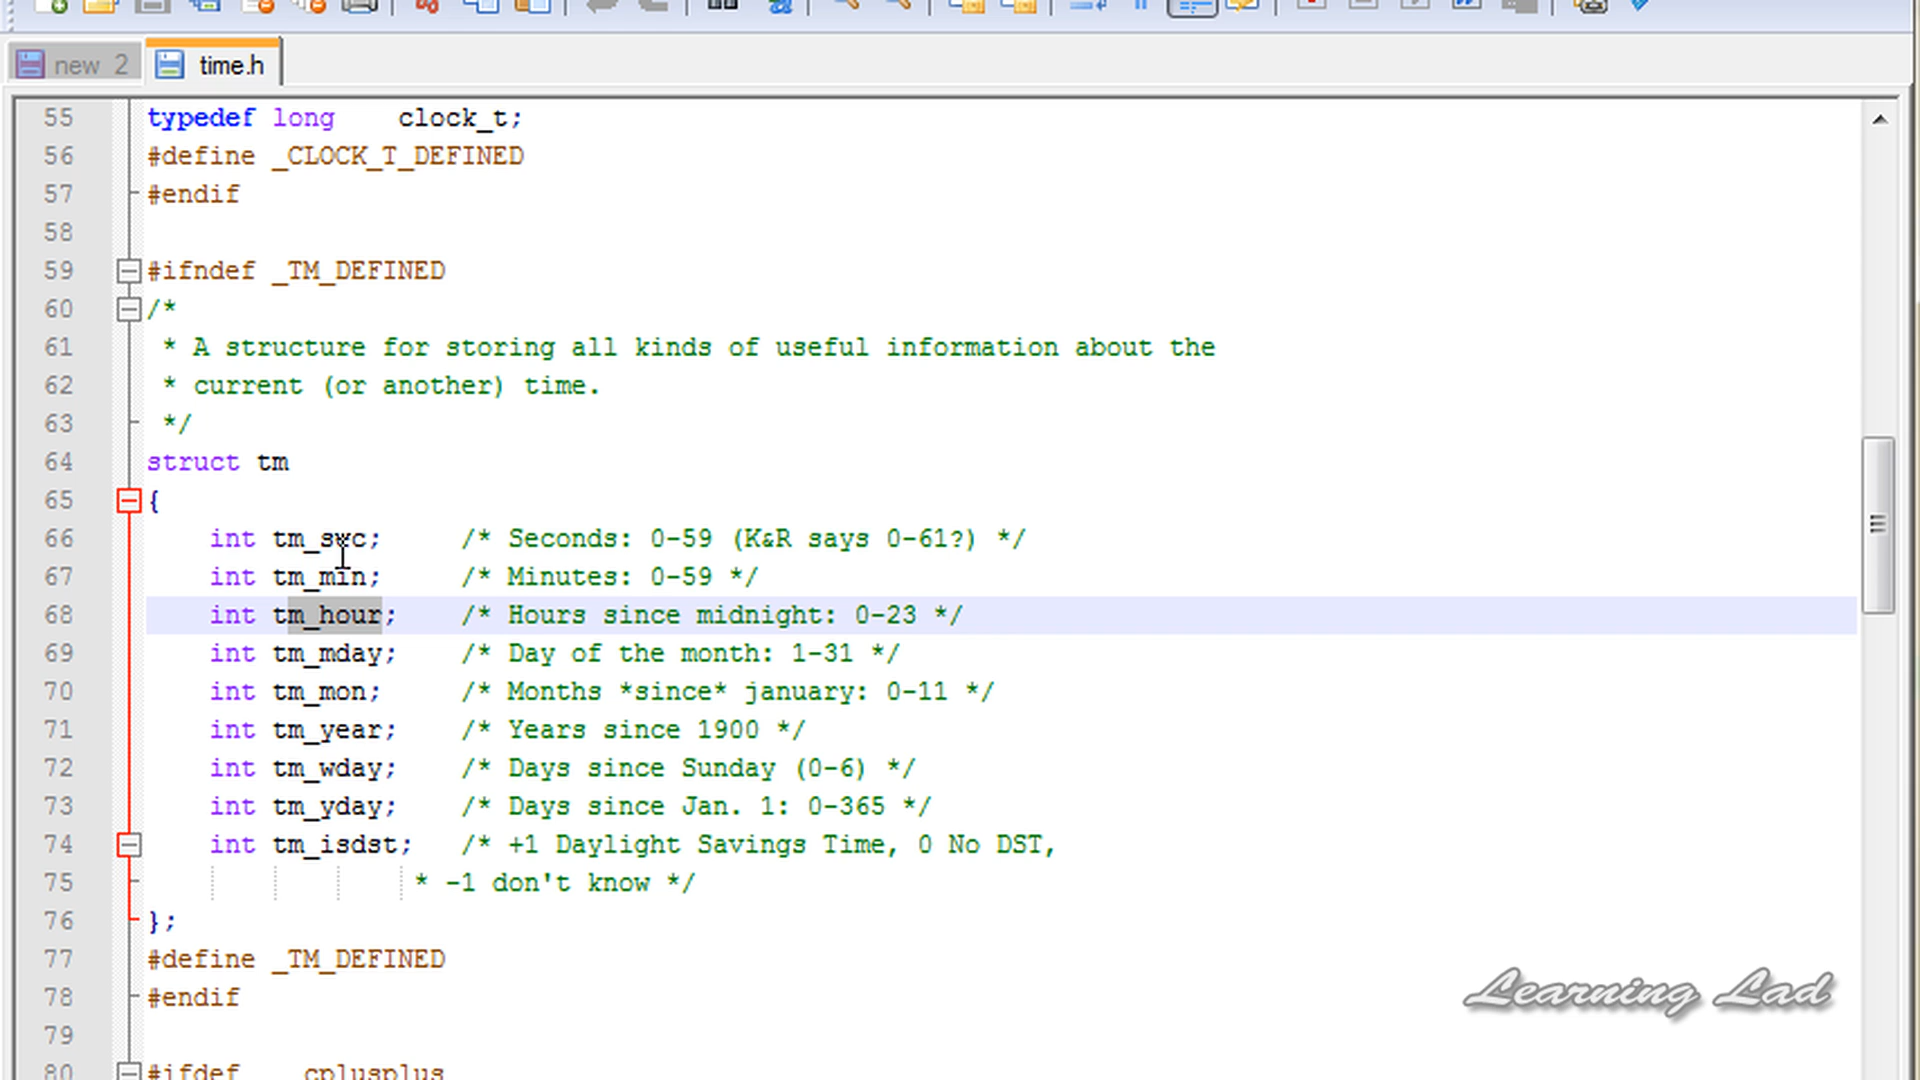 new 2
time.h
55 typedef long    clock_t;
56 #define _CLOCK_T_DEFINED
57 #endif
58
59 #ifndef _TM_DEFINED
60 /*
61  * A structure for storing all kinds of useful information about the
62  * current (or another) time.
63  */
64 struct tm
65 {
66     int tm_sec;     /* Seconds: 0-59 (K&R says 0-61?) */
67     int tm_min;     /* Minutes: 0-59 */
68     int tm_hour;    /* Hours since midnight: 0-23 */
69     int tm_mday;    /* Day of the month: 1-31 */
70     int tm_mon;     /* Months *since* january: 0-11 */
71     int tm_year;    /* Years since 1900 */
72     int tm_wday;    /* Days since Sunday (0-6) */
73     int tm_yday;    /* Days since Jan. 1: 0-365 */
74     int tm_isdst;   /* +1 Daylight Savings Time, 0 No DST,
75                  * -1 don't know */
76 };
77 #define _TM_DEFINED
78 #endif
79
80 #ifdef __cplusplus
Learning Lad